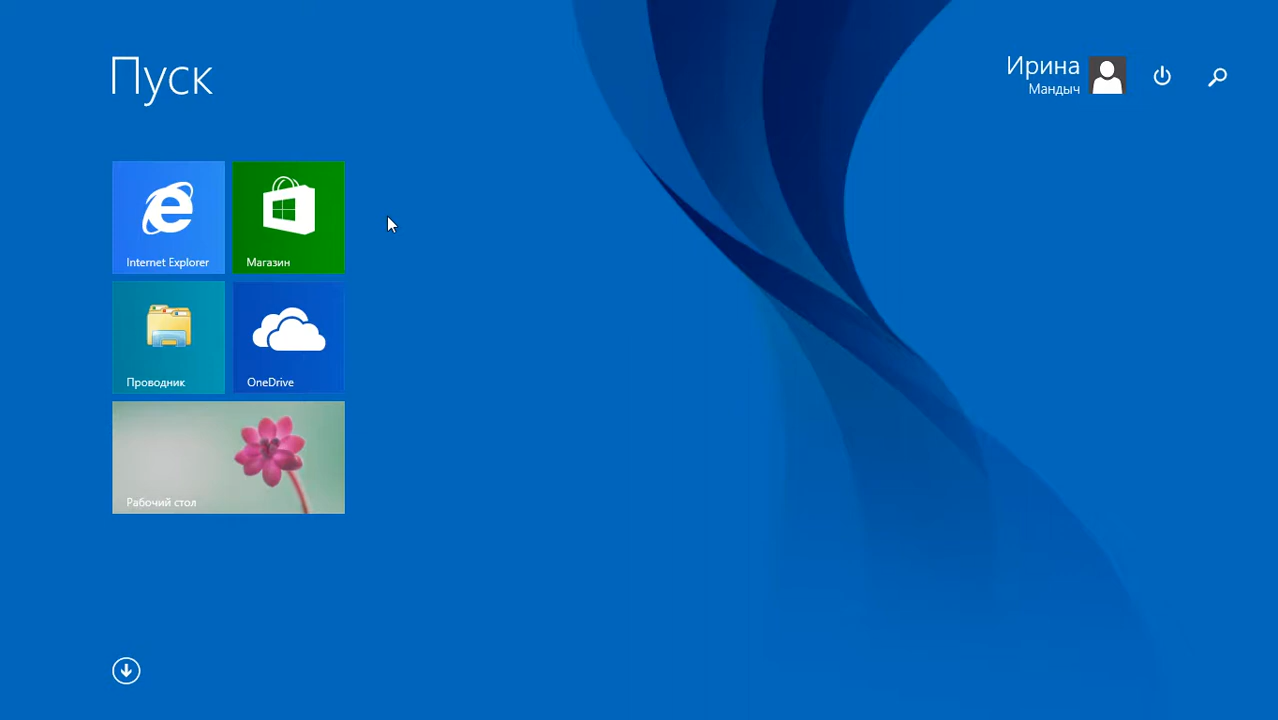 Пуск
Ирина
Мандыч
Internet Explorer
Магазин
Проводник
OneDrive
Рабочий стол